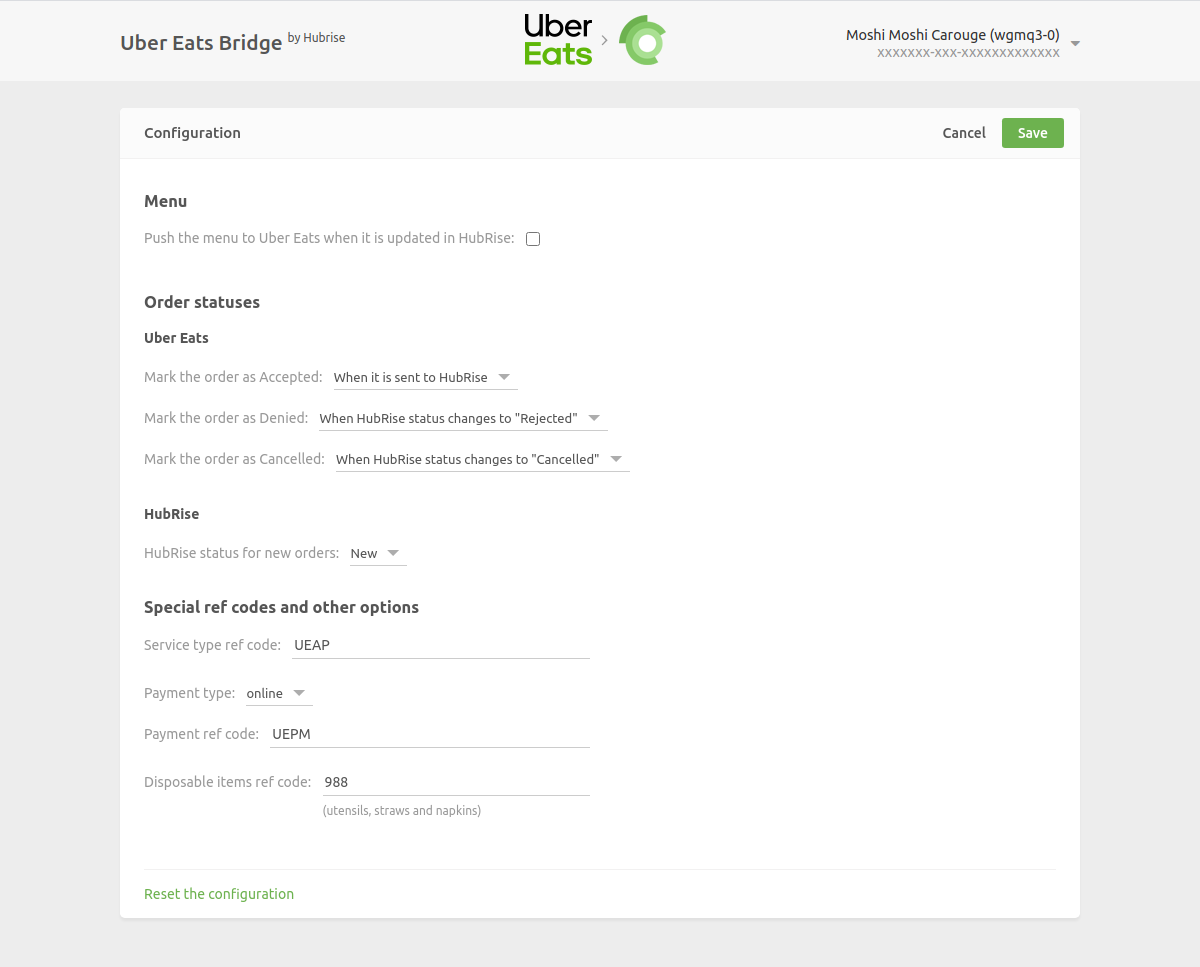 Uber Eats Bridge by Hubrise
Uber
Eats
Moshi Moshi Carouge (wgmq3-0)
xxxxxxx-xxx-xxxxxxxxxxxxx
Configuration
Cancel
Save
Menu
Push the menu to Uber Eats when it is updated in HubRise:
Order statuses
Uber Eats
Mark the order as Accepted: When it is sent to HubRise
Mark the order as Denied: When HubRise status changes to "Rejected"
Mark the order as Cancelled: When HubRise status changes to "Cancelled"
HubRise
HubRise status for new orders: New
Special ref codes and other options
Service type ref code: UEAP
Payment type: online
Payment ref code: UEPM
Disposable items ref code: 988
(utensils, straws and napkins)
Reset the configuration